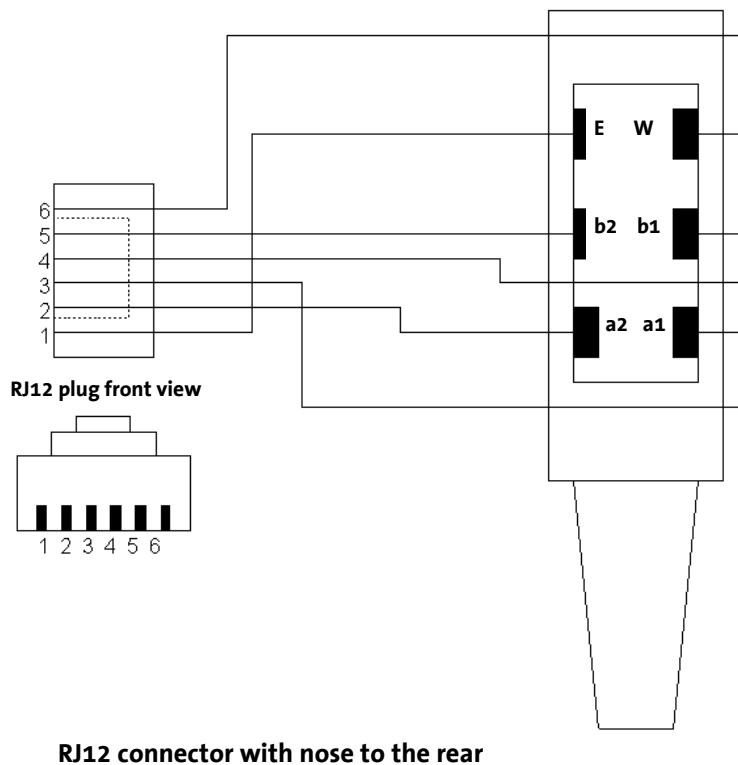 E W
6
5
b2 b1
4
3
2
a2 a1
1
RJ12 plug front view
1 2 3 4 5 6
RJ12 connector with nose to the rear